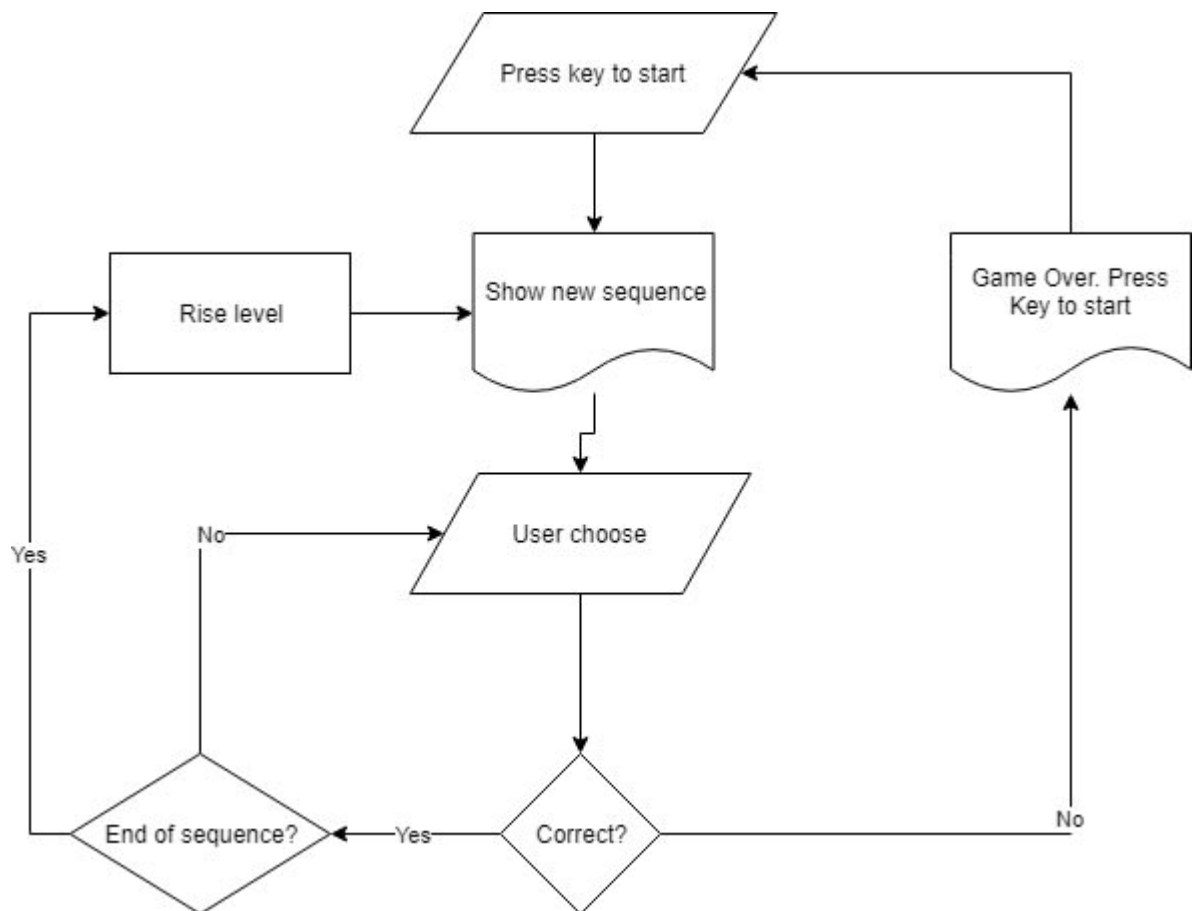 Press key to start
Rise level
Show new sequence
Game Over. Press
Key to start
No
User choose
Yes
End of sequence?
Yes
Correct?
No